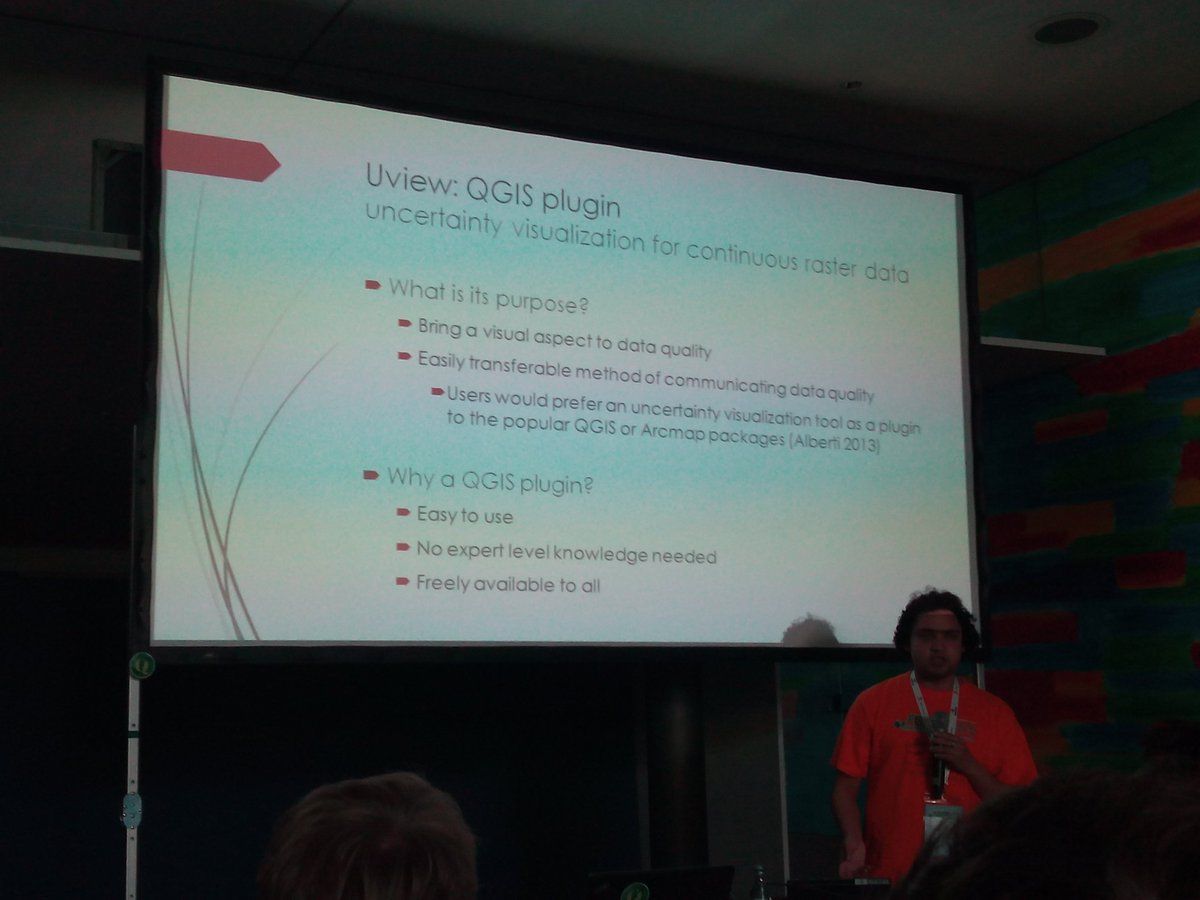 Uview: QGIS plugin
uncertainty visualization for continuous raster data
What is its purpose?
Bring a visual aspect to data quality
Easily transferable method of communicating data quality
Users would prefer an uncertainty visualization tool as a plugin
to the popular QGIS or Arcmap packages (Alberti 2013)
Why a QGIS plugin?
Easy to use
No expert level knowledge needed
Freely available to all